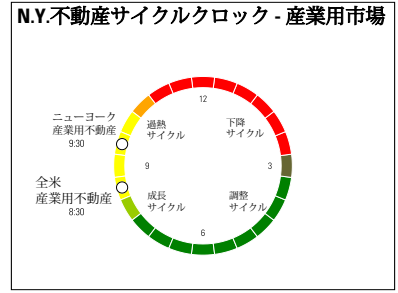 N.Y.不動産サイクルクロック - 産業用市場
12
ニューヨーク
産業用不動産
9:30
過熱
サイクル
下降
サイクル
9
3
全米
産業用不動産
8:30
成長
サイクル
調整
サイクル
6